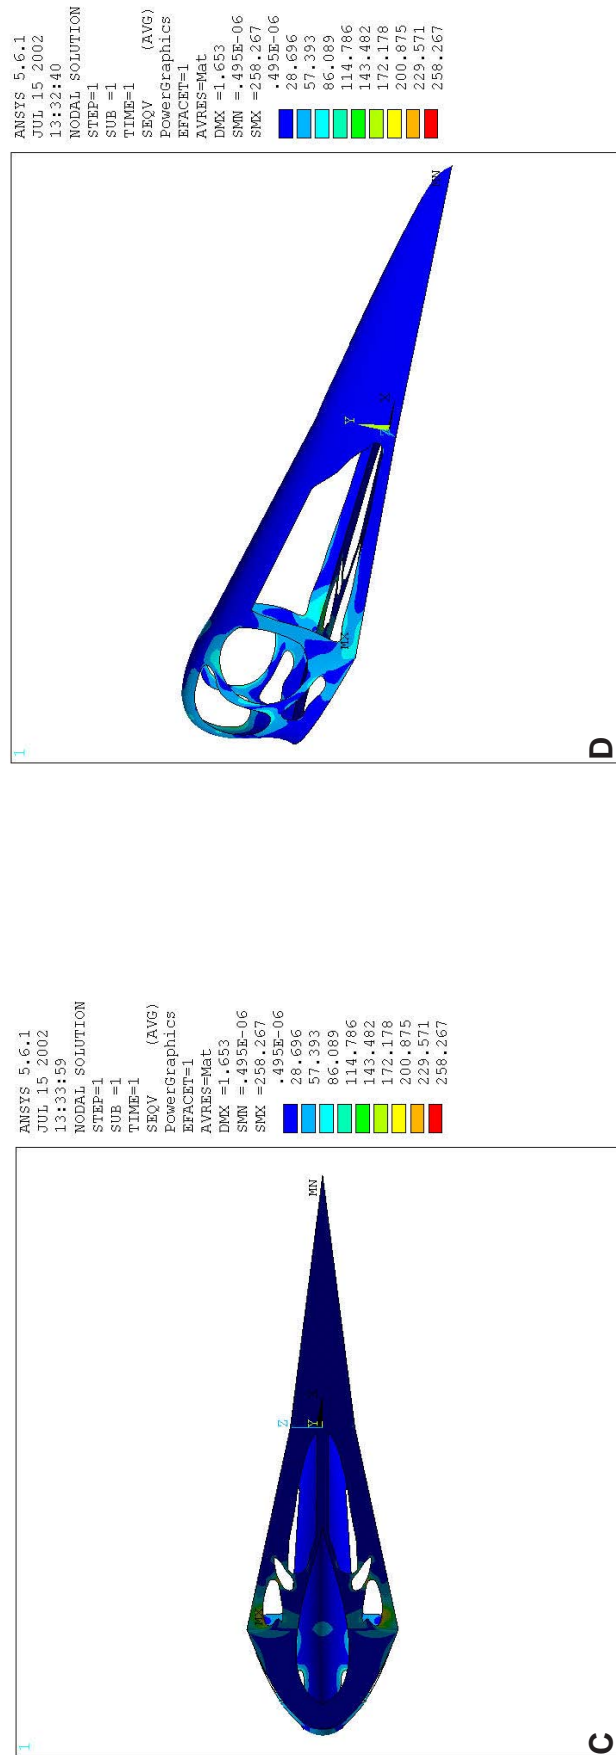 1
ANSYS 5.6.1
JUL 15 2002
13:33:59
NODAL SOLUTION
STEP=1
SUB =1
TIME=1
SEQV (AVG)
PowerGraphics
EFACET=1
AVRES=Mat
DMX =1.653
SMN =.495E-06
SMX =258.267
.495E-06
28.696
57.393
86.089
114.786
143.482
172.178
200.875
229.571
258.267
MX
Z
Y
MN
C
1
ANSYS 5.6.1
JUL 15 2002
13:32:40
NODAL SOLUTION
STEP=1
SUB =1
TIME=1
SEQV (AVG)
PowerGraphics
EFACET=1
AVRES=Mat
DMX =1.653
SMN =.495E-06
SMX =258.267
.495E-06
28.696
57.393
86.089
114.786
143.482
172.178
200.875
229.571
258.267
MX
Y
X
MN
D